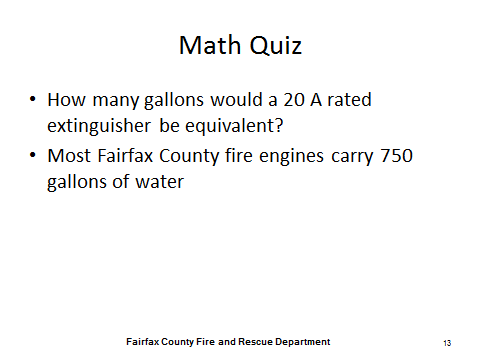 Math Quiz
• How many gallons would a 20 A rated
extinguisher be equivalent?
• Most Fairfax County fire engines carry 750
gallons of water
Fairfax County Fire and Rescue Department
13